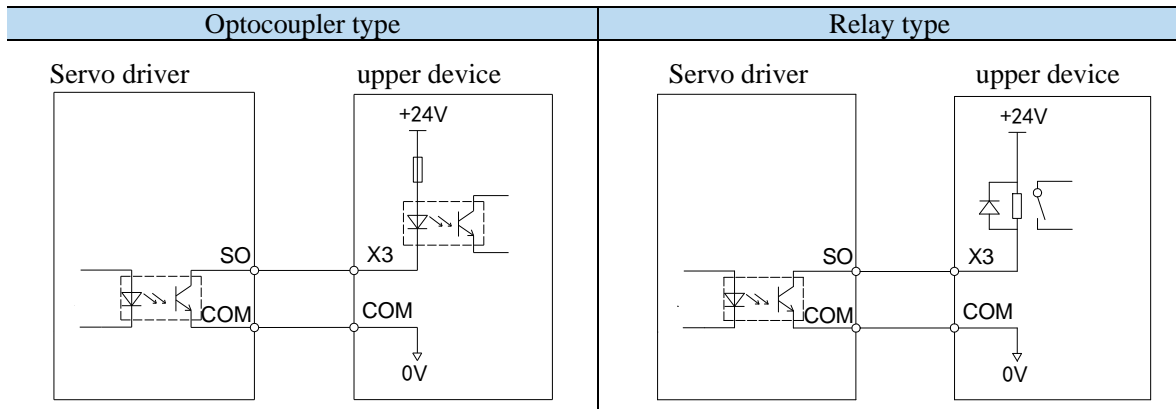 Optocoupler type
Relay type
Servo driver
upper device
+24V
SO
X3
COM
COM
0V
Servo driver
upper device
+24V
SO
X3
COM
COM
0V